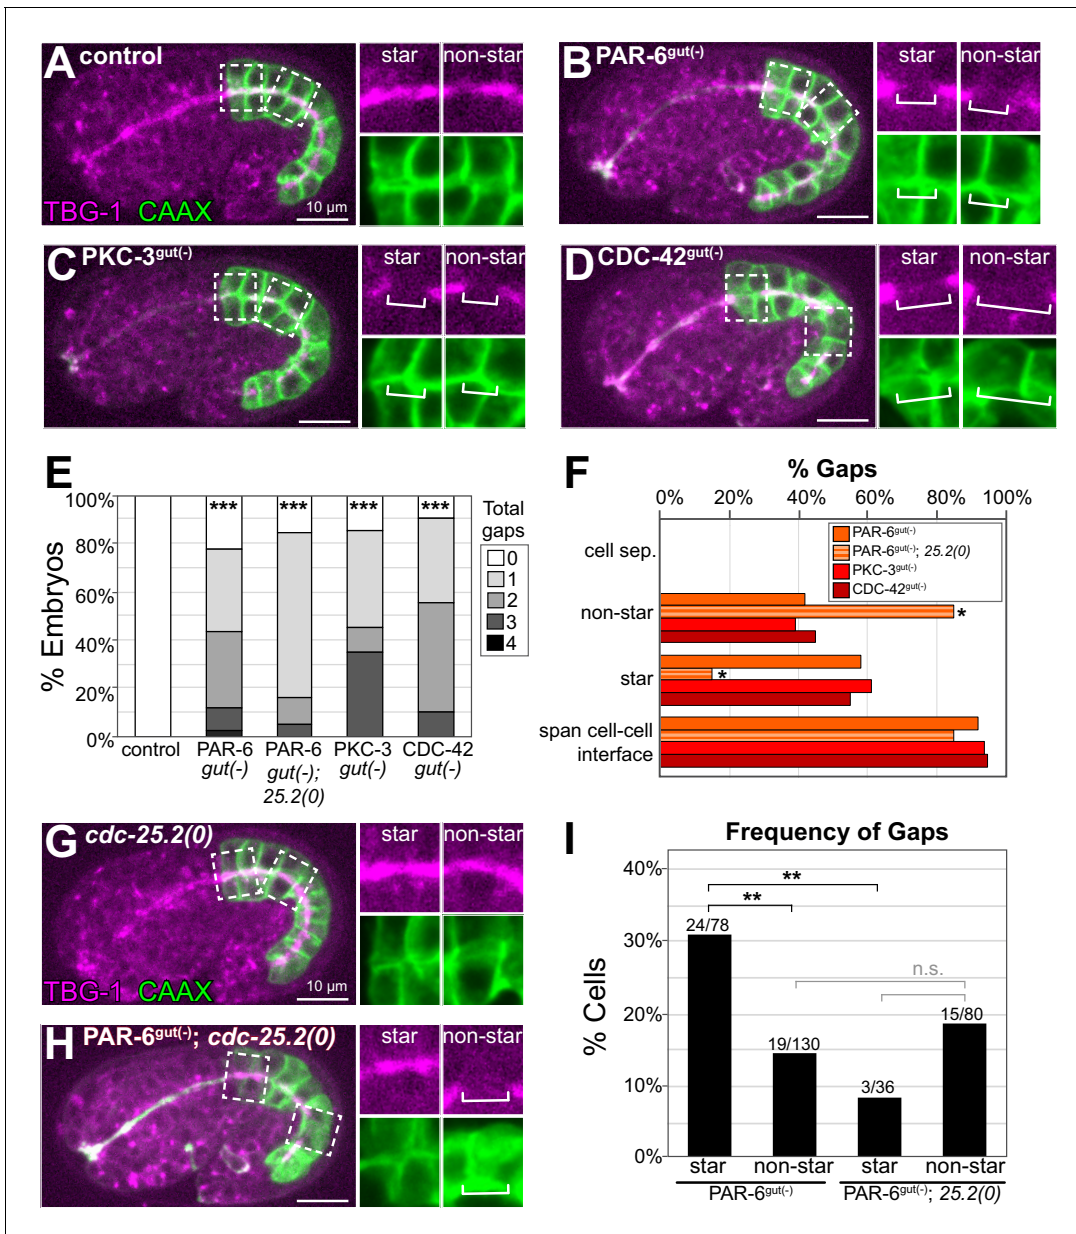 A control
star non-star
TBG-1 CAAX
10 µm
B PAR-6gut(-)
star non-star
C PKC-3gut(-)
star non-star
D CDC-42gut(-)
star non-star
E
100%
80%
60%
40%
20%
0%
% Embryos
*** *** *** ***
Total
gaps
0
1
2
3
4
control
PAR-6
gut(-)
PAR-6
gut(-);
25.2(0)
PKC-3
gut(-)
CDC-42
gut(-)
F
% Gaps
0% 20% 40% 60% 80% 100%
PAR-6gut(-)
PAR-6gut(-); 25.2(0)
PKC-3gut(-)
CDC-42gut(-)
cell sep.
non-star
*
star
*
span cell-cell
interface
G cdc-25.2(0)
star non-star
TBG-1 CAAX
10 µm
H PAR-6gut(-); cdc-25.2(0)
star non-star
I
Frequency of Gaps
40%
30%
20%
10%
0%
% Cells
**
**
n.s.
24/78
19/130
3/36
15/80
star non-star star non-star
PAR-6gut(-) PAR-6gut(-); 25.2(0)